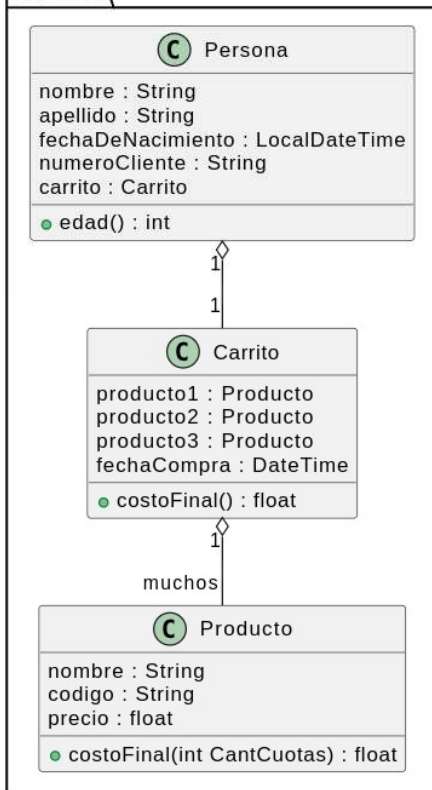 C Persona
nombre : String
apellido : String
fechaDeNacimiento : LocalDateTime
numeroCliente : String
carrito : Carrito
edad() : int
1
1
C Carrito
producto1 : Producto
producto2 : Producto
producto3 : Producto
fechaCompra : DateTime
costoFinal() : float
1
muchos
C Producto
nombre : String
codigo : String
precio : float
costoFinal(int CantCuotas) : float